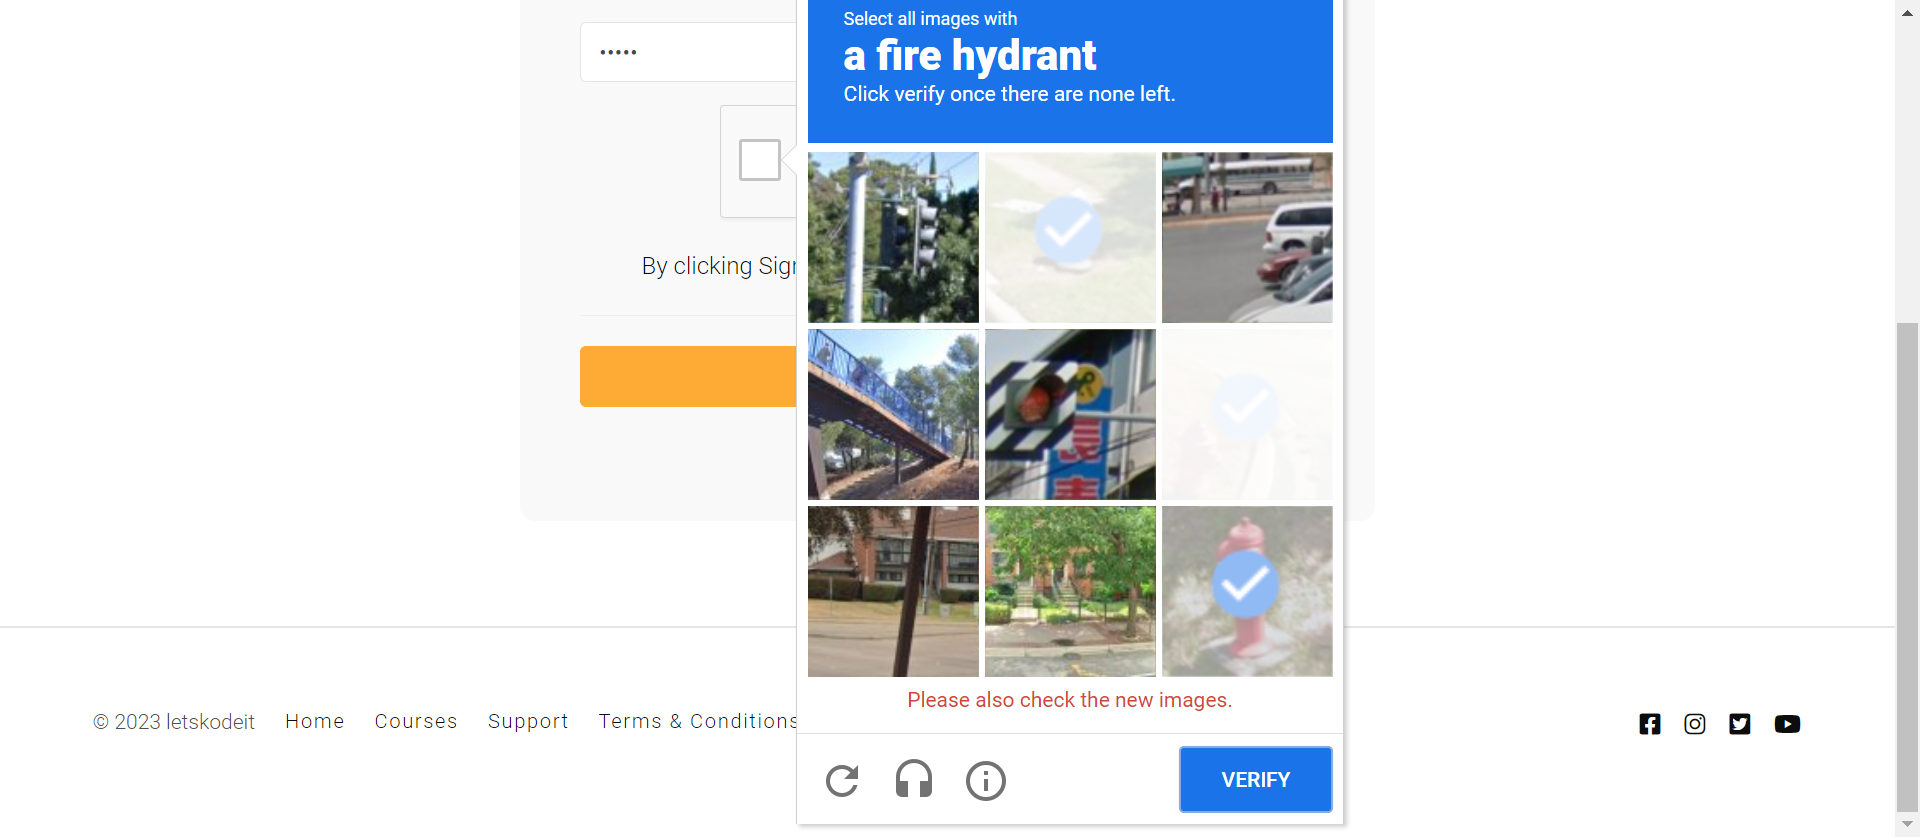 Select all images with
a fire hydrant
Click verify once there are none left.
•••••
By clicking Sign
Please also check the new images.
© 2023 letskodeit Home Courses Support Terms & Conditions
VERIFY